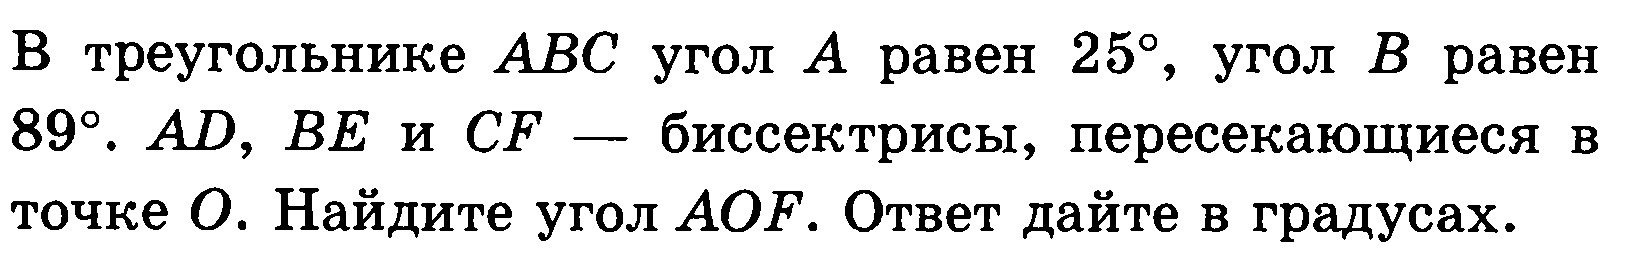 В треугольнике ABC угол A равен 25°, угол B равен
89°. AD, BE и CF — биссектрисы, пересекающиеся в
точке O. Найдите угол AOF. Ответ дайте в градусах.